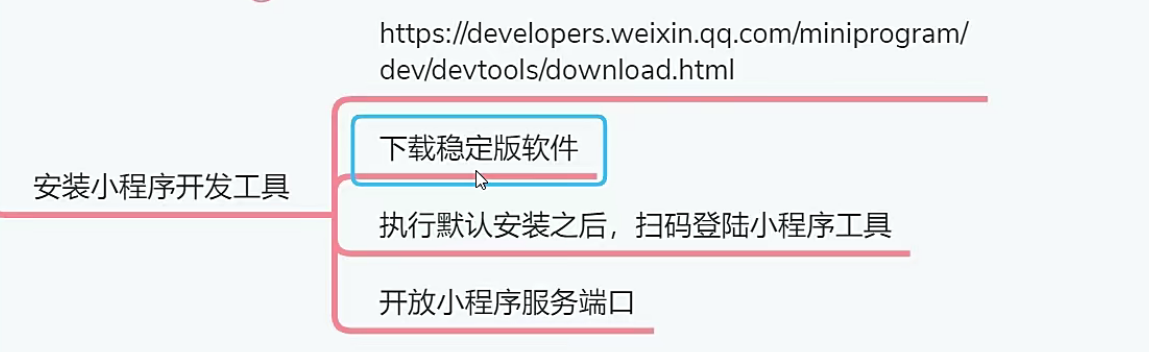 https://developers.weixin.qq.com/miniprogram/
dev/devtools/download.html
下载稳定版软件
安装小程序开发工具
执行默认安装之后，扫码登陆小程序工具
开放小程序服务端口